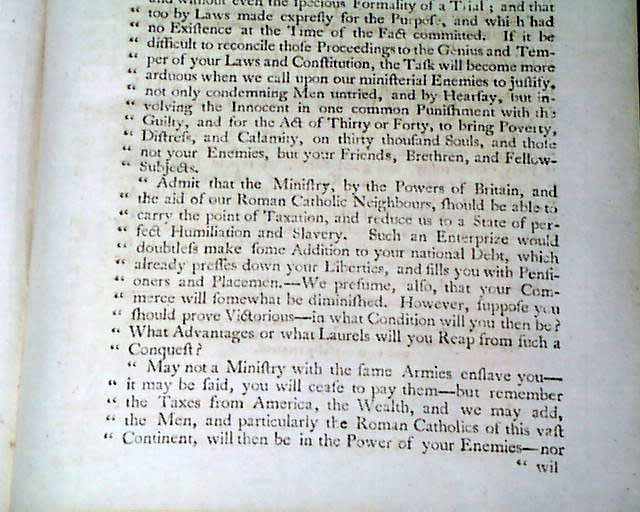 and without even the specious Formality of a Trial; and that
“ too by Laws made expreſly for the Purpoſe, and which had
“ no Exiſtence at the Time of the Fact committed. If it be
“ difficult to reconcile thoſe Proceedings to the Genius and Tem-
“ per of your Laws and Conſtitution, the Taſk will become more
“ arduous when we call upon our miniſterial Enemies to juſtify,
“ not only condemning Men untried, and by Hearſay, but in-
“ volving the Innocent in one common Puniſhment with the
“ Guilty, and for the Act of Thirty or Forty, to bring Poverty,
“ Diſtreſs, and Calamity, on thirty thouſand Souls, and thoſe
“ not your Enemies, but your Friends, Brethren, and Fellow-
“ Subjects.
“ Admit that the Miniſtry, by the Powers of Britain, and
“ the aid of our Roman Catholic Neighbours, ſhould be able to
“ carry the point of Taxation, and reduce us to a State of per-
“ fect Humiliation and Slavery. Such an Enterprize would
“ doubtleſs make ſome Addition to your national Debt, which
“ already preſſes down your Liberties, and fills you with Penſi-
“ oners and Placemen.—We preſume, alſo, that your Com-
“ merce will ſomewhat be diminiſhed. However, ſuppoſe you
“ ſhould prove Victorious—in what Condition will you then be?
“ What Advantages or what Laurels will you Reap from ſuch a
“ Conqueſt?
“ May not a Miniſtry with the ſame Armies enſlave you—
“ it may be ſaid, you will ceaſe to pay them—but remember
“ the Taxes from America, the Wealth, and we may add,
“ the Men, and particularly the Roman Catholics of this vaſt
“ Continent, will then be in the Power of your Enemies—nor
“ wil